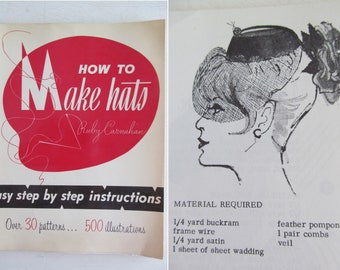 HOW TO
Make hats
Ruby Carnahan
easy step by step instructions
Over 30 patterns... 500 illustrations
MATERIAL REQUIRED
1/4 yard buckram
frame wire
1/4 yard satin
1 sheet of sheet wadding
feather pompon
1 pair combs
veil